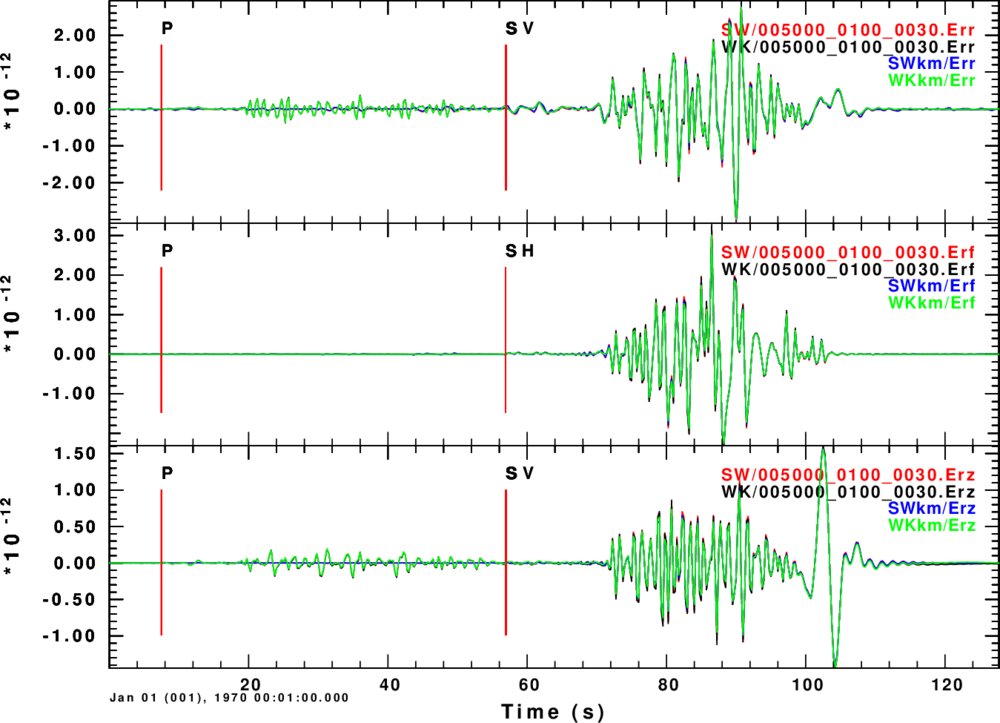 P
SV
SW/005000_0100_0030.Err
WK/005000_0100_0030.Err
SWkm/Err
WKkm/Err
2.00
1.00
0.00
-1.00
-2.00
*10 -12
P
SH
SW/005000_0100_0030.Erf
WK/005000_0100_0030.Erf
SWkm/Erf
WKkm/Erf
3.00
2.00
1.00
0.00
-1.00
*10 -12
P
SV
SW/005000_0100_0030.Erz
WK/005000_0100_0030.Erz
SWkm/Erz
WKkm/Erz
1.50
1.00
0.50
0.00
-0.50
-1.00
*10 -12
20 40 60 80 100 120
Jan 01 (001), 1970 00:01:00.000
Time (s)